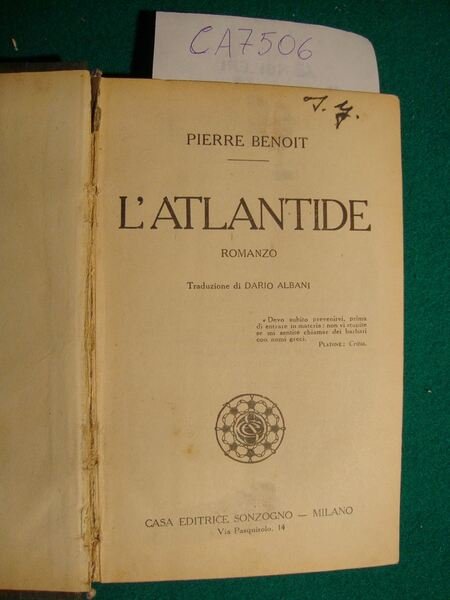 CA7506
J. y.
PIERRE BENOIT
L'ATLANTIDE
ROMANZO
Traduzione di DARIO ALBANI
« Devo subito prevenirvi, prima
di entrare in materia: non vi stupite
se mi sentite chiamar dei barbari
con nomi greci.
PLATONE: Critia.
CASA EDITRICE SONZOGNO — MILANO
Via Pasquirolo, 14